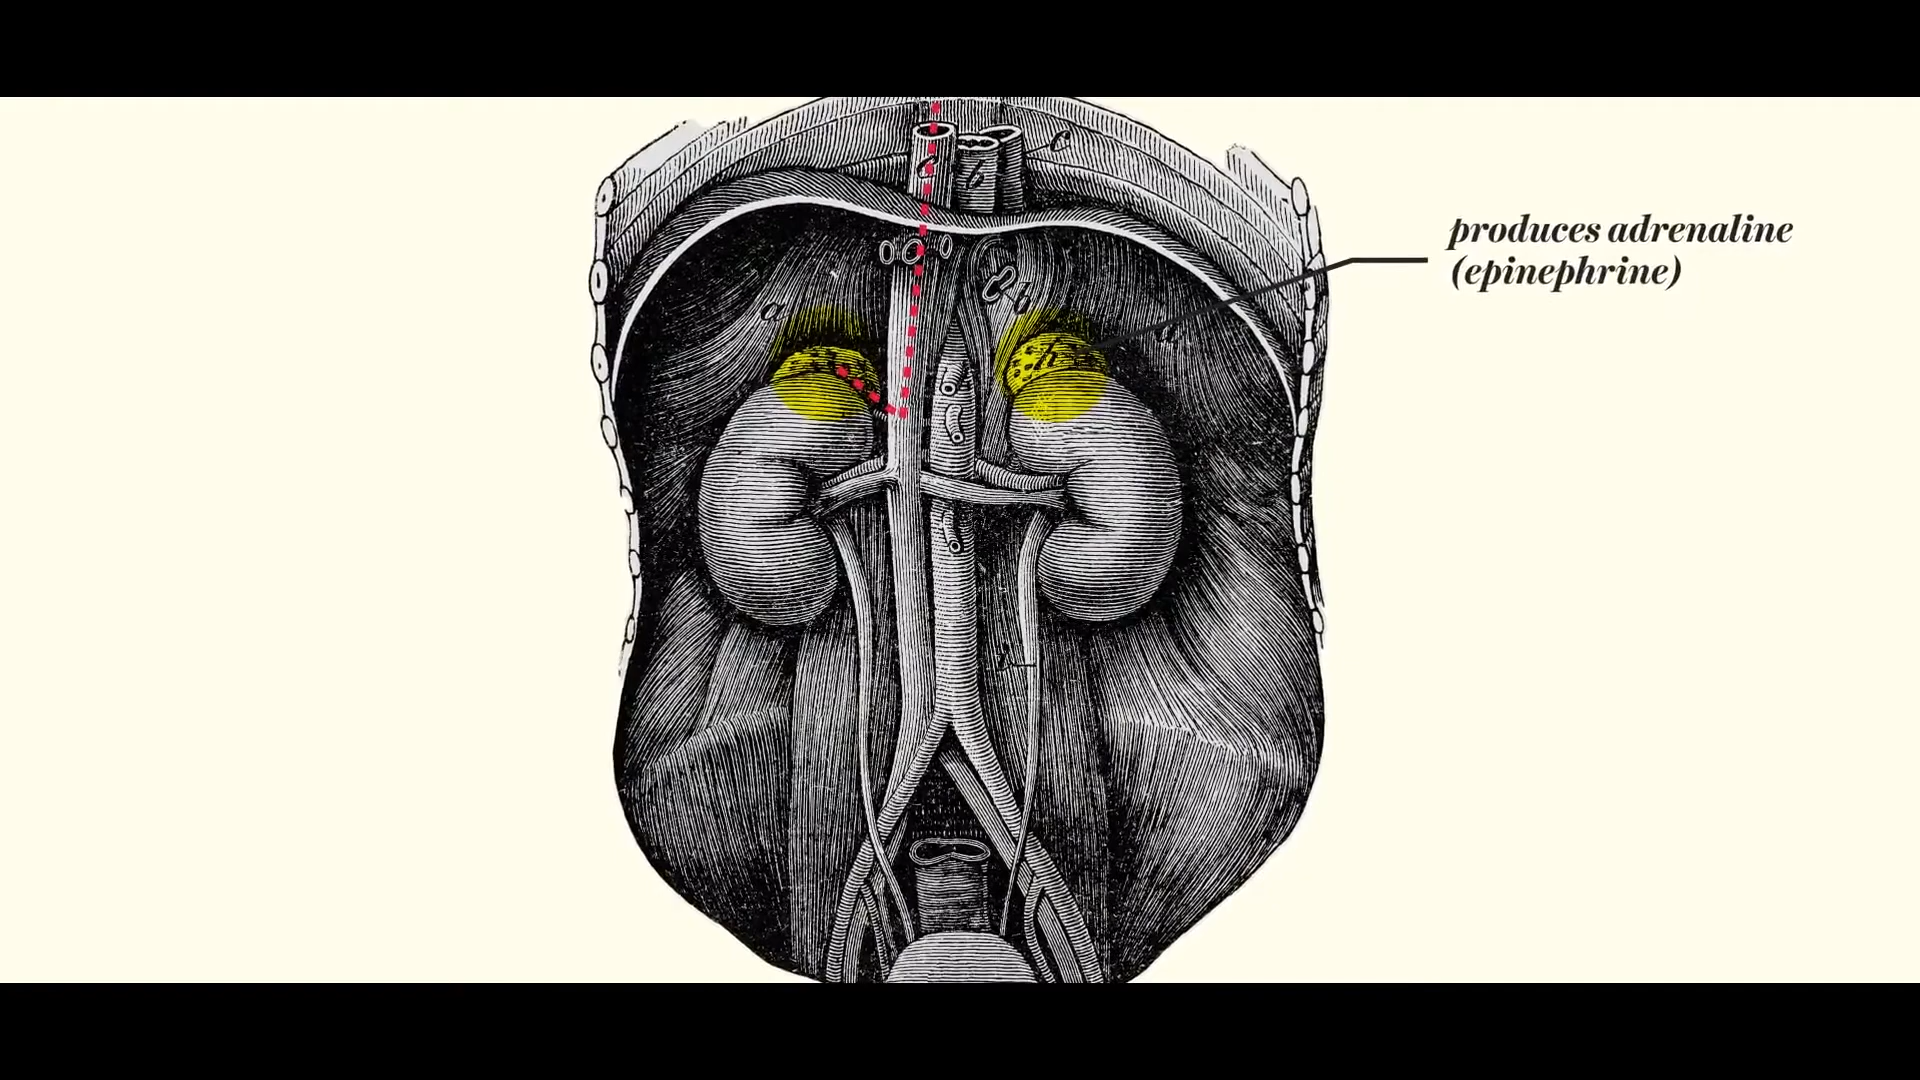 c
b
c
b
a
a
h
i
produces adrenaline
(epinephrine)